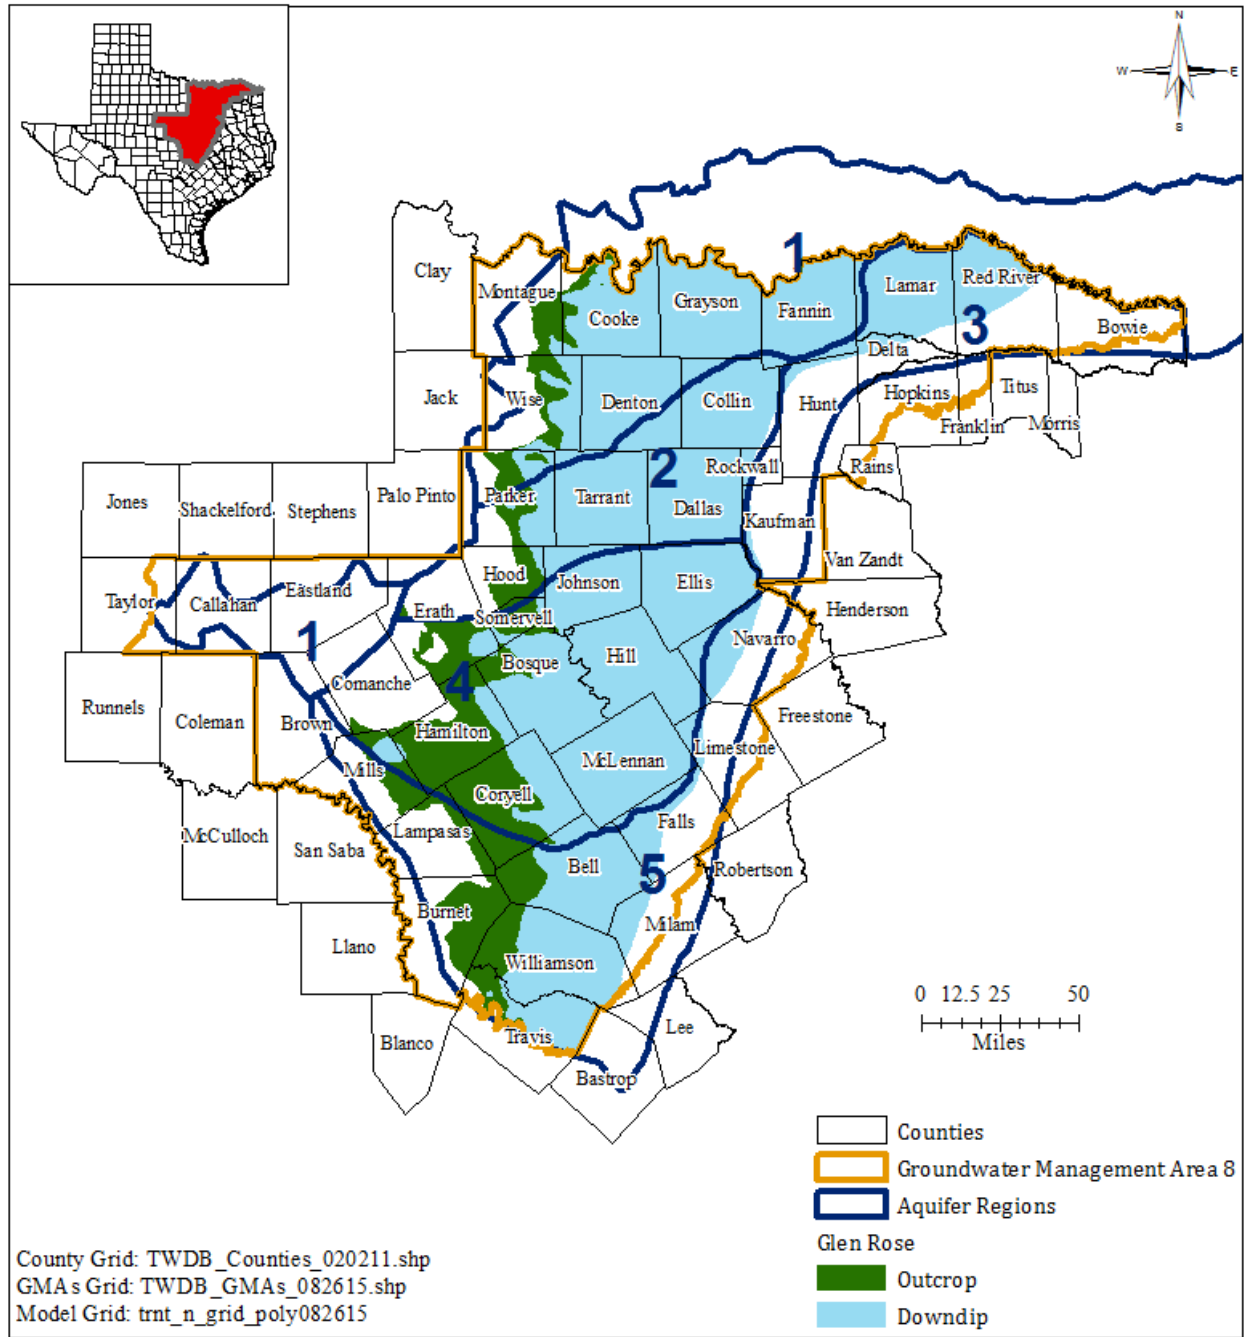 N
W E
S
1
Clay
Montague
Cooke
Grayson
Fannin
Lamar
Red River
3
Bowie
Delta
Jack
Wise
Denton
Collin
Hunt
Hopkins
Titus
Franklin
Morris
Rockwall
Rains
2
Jones
Shackelford
Stephens
Palo Pinto
Parker
Tarrant
Dallas
Kaufman
Van Zandt
Taylor
Callahan
Eastland
Erath
Hood
Johnson
Ellis
Henderson
Somervell
Navarro
1
Comanche
4
Bosque
Hill
Runnels
Coleman
Brown
Hamilton
Freestone
Mills
McLennan
Limestone
Coryell
McCulloch
San Saba
Lampasas
Falls
Bell
5
Robertson
Burnet
Milam
Llano
Williamson
Blanco
Travis
Lee
Bastrop
0 12.5 25 50
Miles
Counties
Groundwater Management Area 8
Aquifer Regions
Glen Rose
Outcrop
Downdip
County Grid: TWDB_Counties_020211.shp
GMAs Grid: TWDB_GMAs_082615.shp
Model Grid: trnt_n_grid_poly082615